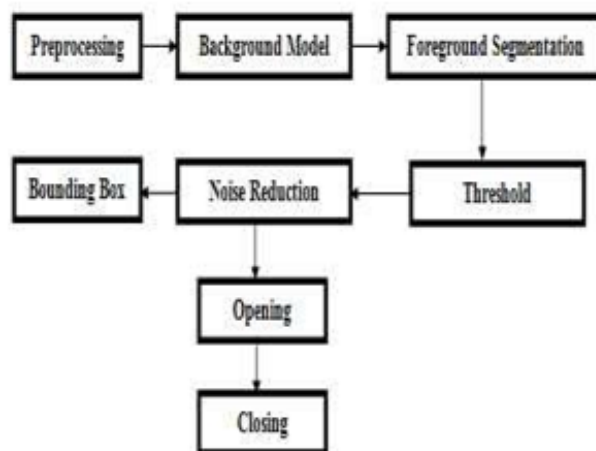 Preprocessing
Background Model
Foreground Segmentation
Bounding Box
Noise Reduction
Threshold
Opening
Closing